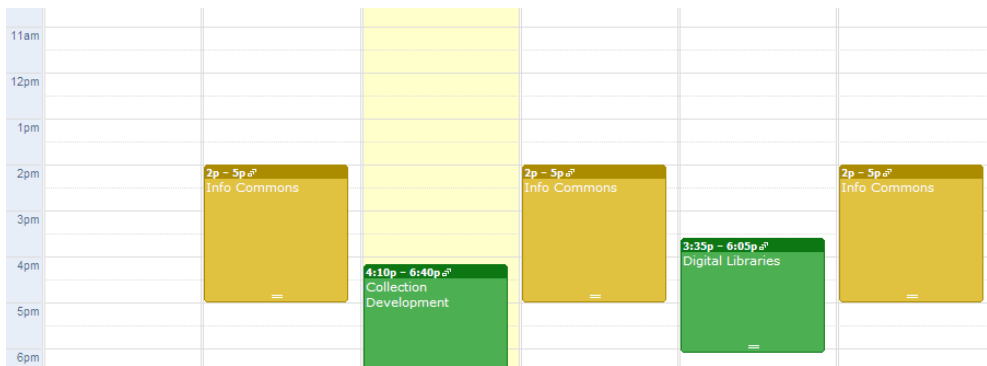 11am
12pm
1pm
2pm
3pm
4pm
5pm
6pm
2p – 5p
Info Commons
4:10p – 6:40p
Collection
Development
2p – 5p
Info Commons
3:35p – 6:05p
Digital Libraries
2p – 5p
Info Commons